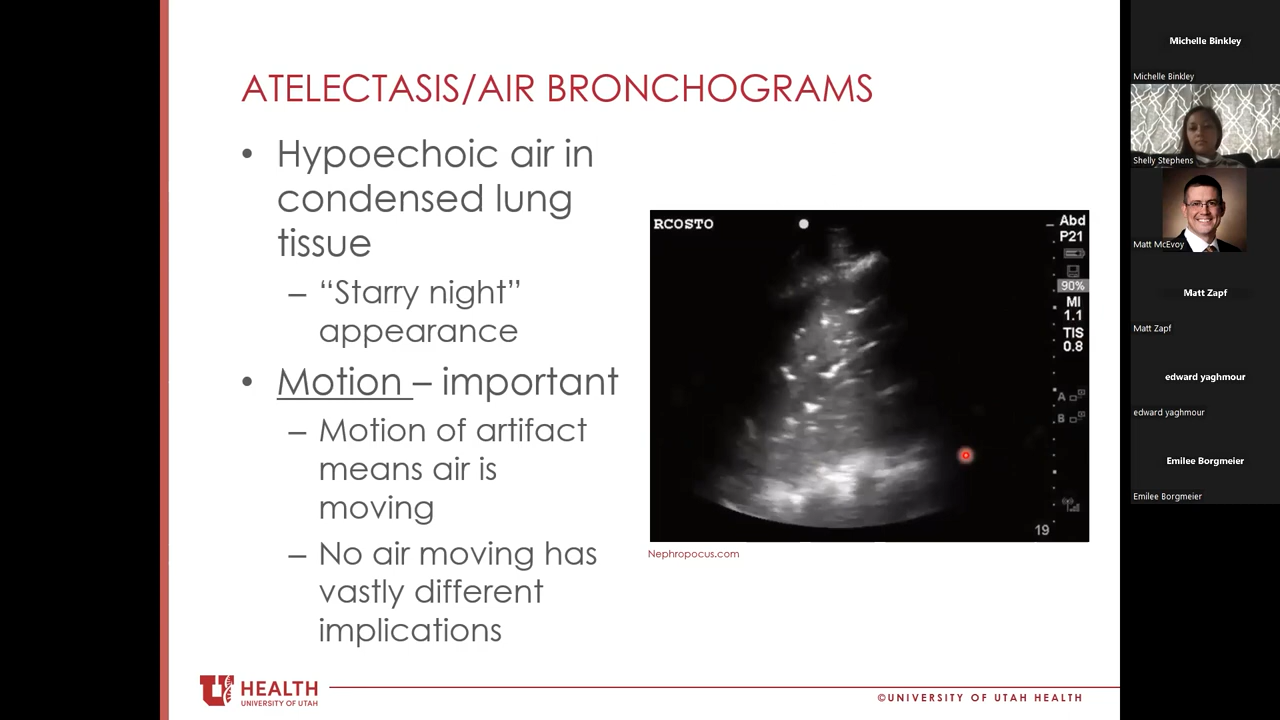 ATELECTASIS/AIR BRONCHOGRAMS
• Hypoechoic air in
condensed lung
tissue
– “Starry night”
appearance
• Motion – important
– Motion of artifact
means air is
moving
– No air moving has
vastly different
implications
RCOSTO
Abd
P21
90%
MI
1.1
TIS
0.8
A
B
19
Nephropocus.com
U HEALTH
UNIVERSITY OF UTAH
©UNIVERSITY OF UTAH HEALTH
Michelle Binkley
Michelle Binkley
Shelly Stephens
Matt McEvoy
Matt Zapf
Matt Zapf
edward yaghmour
edward yaghmour
Emilee Borgmeier
Emilee Borgmeier